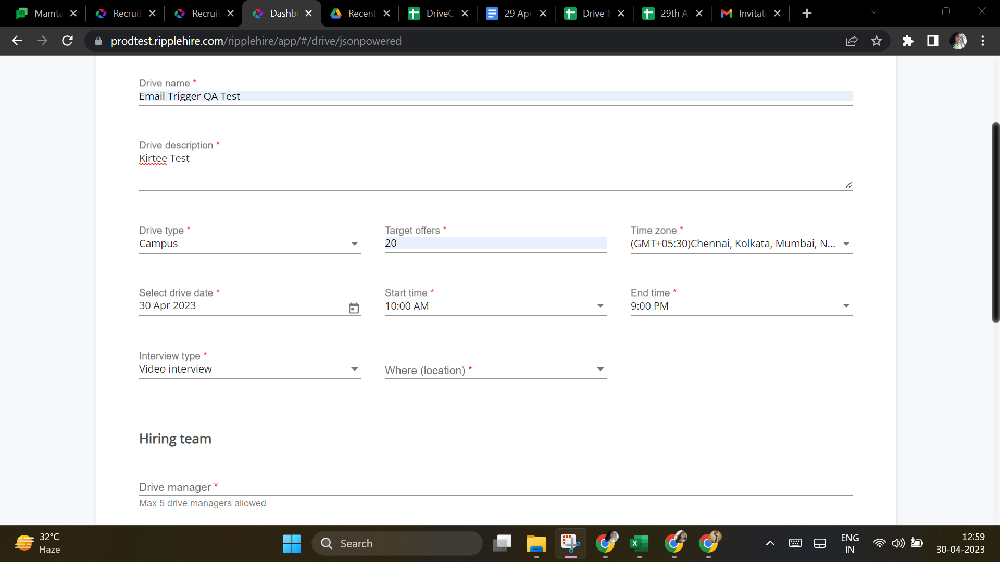 Mamta
Recruit
Recruit
Dashb
Recent
DriveC
29 Apr
Drive N
29th A
Invitati
prodtest.ripplehire.com/ripplehire/app/#/drive/jsonpowered
Drive name *
Email Trigger QA Test
Drive description *
Kirtee Test
Drive type *
Campus
Target offers *
20
Time zone *
(GMT+05:30)Chennai, Kolkata, Mumbai, N...
Select drive date *
30 Apr 2023
Start time *
10:00 AM
End time *
9:00 PM
Interview type *
Video interview
Where (location) *
Hiring team
Drive manager *
Max 5 drive managers allowed
32°C
Haze
Search
ENG
IN
12:59
30-04-2023